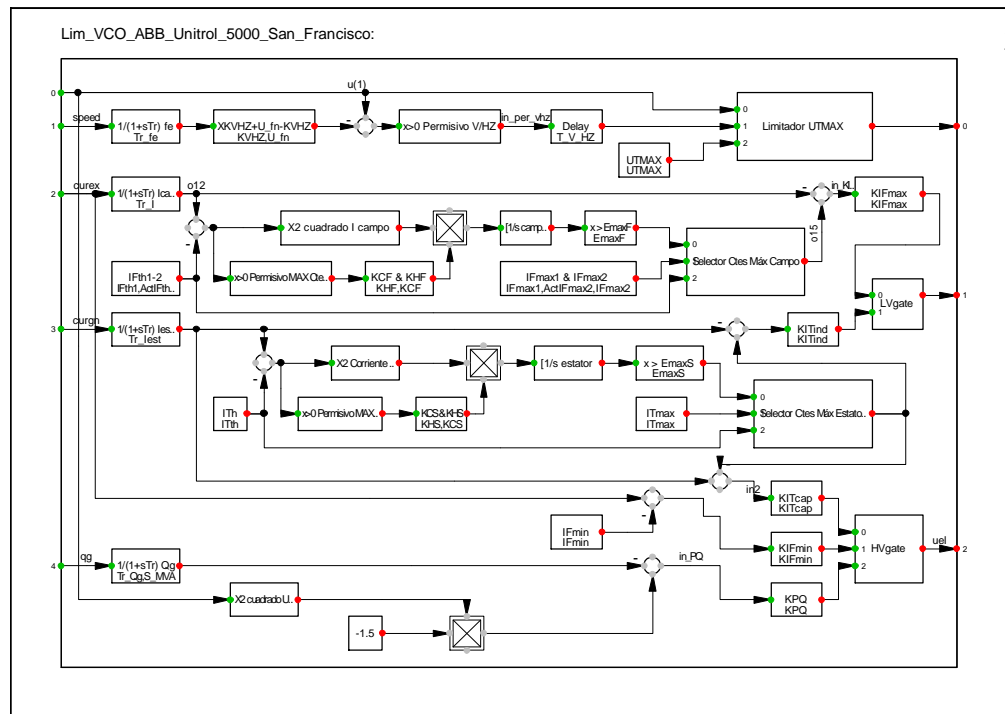 Lim_VCO_ABB_Unitrol_5000_San_Francisco:
0
u(1)
1
speed
1/(1+sTr) fe
Tr_fe
XKVHZ+U_fn-KVHZ
KVHZ,U_fn
-
x>0 Permisivo V/HZ
in_per_vhz
Delay
T_V_HZ
UTMAX
UTMAX
0
1
2
Limitador UTMAX
0
2
curex
1/(1+sTr) Ica..
Tr_I
o12
-
X2 cuadrado I campo
x>0 Permisivo MAX Cte..
KCF & KHF
KHF,KCF
[1/s camp..
x > EmaxF
EmaxF
IFth1-2
IFth1,ActIFth..
IFmax1 & IFmax2
IFmax1,ActIFmax2,IFmax2
0
1
2
Selector Ctes Máx Campo
-
o15
in_KI..
KIFmax
KIFmax
0
1
LVgate
1
3
curgn
1/(1+sTr) Ies..
Tr_Iest
-
X2 Corriente ..
x>0 Permisivo MAX..
KCS&KHS
KHS,KCS
[1/s estator
x > EmaxS
EmaxS
ITh
ITth
ITmax
ITmax
0
1
2
Selector Ctes Máx Estato..
-
KITind
KITind
-
in2
KITcap
KITcap
-
IFmin
IFmin
KIFmin
KIFmin
0
1
2
HVgate
uel
2
4
qg
1/(1+sTr) Qg
Tr_Qg,S_MVA
-
in_PQ
KPQ
KPQ
X2 cuadrado U..
-1.5